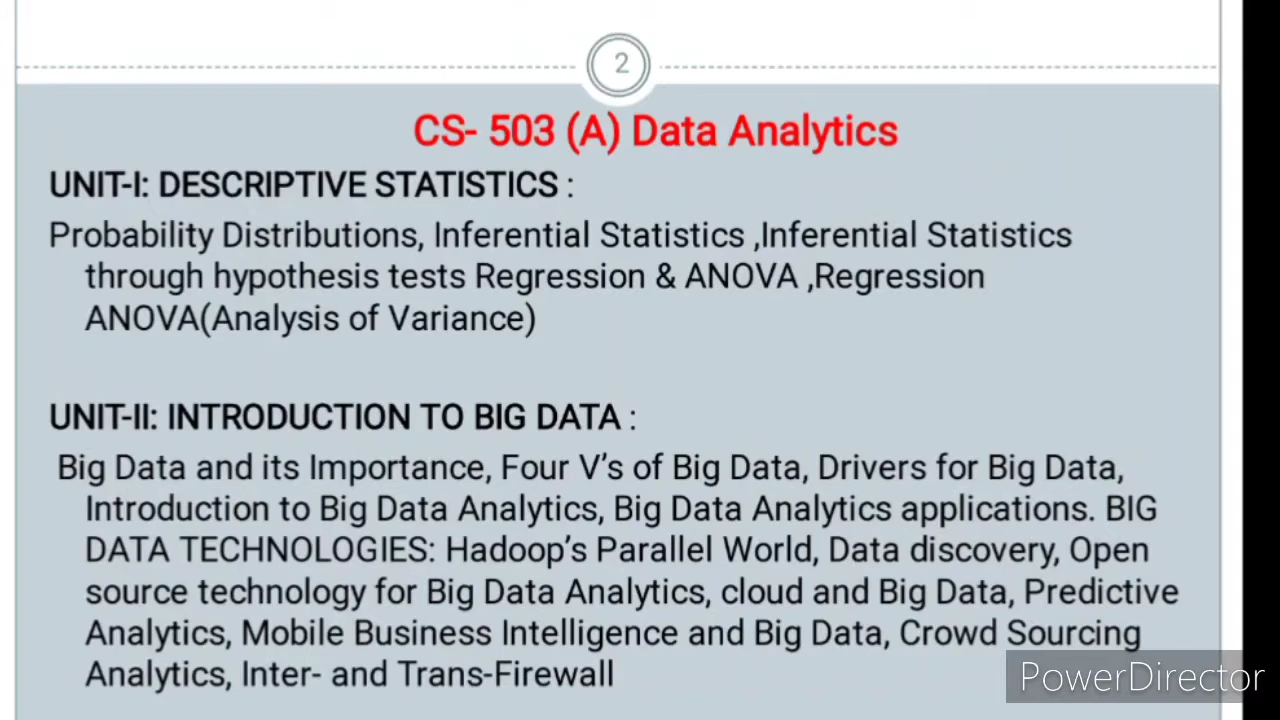 2
CS- 503 (A) Data Analytics
UNIT-I: DESCRIPTIVE STATISTICS :
Probability Distributions, Inferential Statistics ,Inferential Statistics
through hypothesis tests Regression & ANOVA ,Regression
ANOVA(Analysis of Variance)
UNIT-II: INTRODUCTION TO BIG DATA :
Big Data and its Importance, Four V’s of Big Data, Drivers for Big Data,
Introduction to Big Data Analytics, Big Data Analytics applications. BIG
DATA TECHNOLOGIES: Hadoop’s Parallel World, Data discovery, Open
source technology for Big Data Analytics, cloud and Big Data, Predictive
Analytics, Mobile Business Intelligence and Big Data, Crowd Sourcing
Analytics, Inter- and Trans-Firewall
PowerDirector